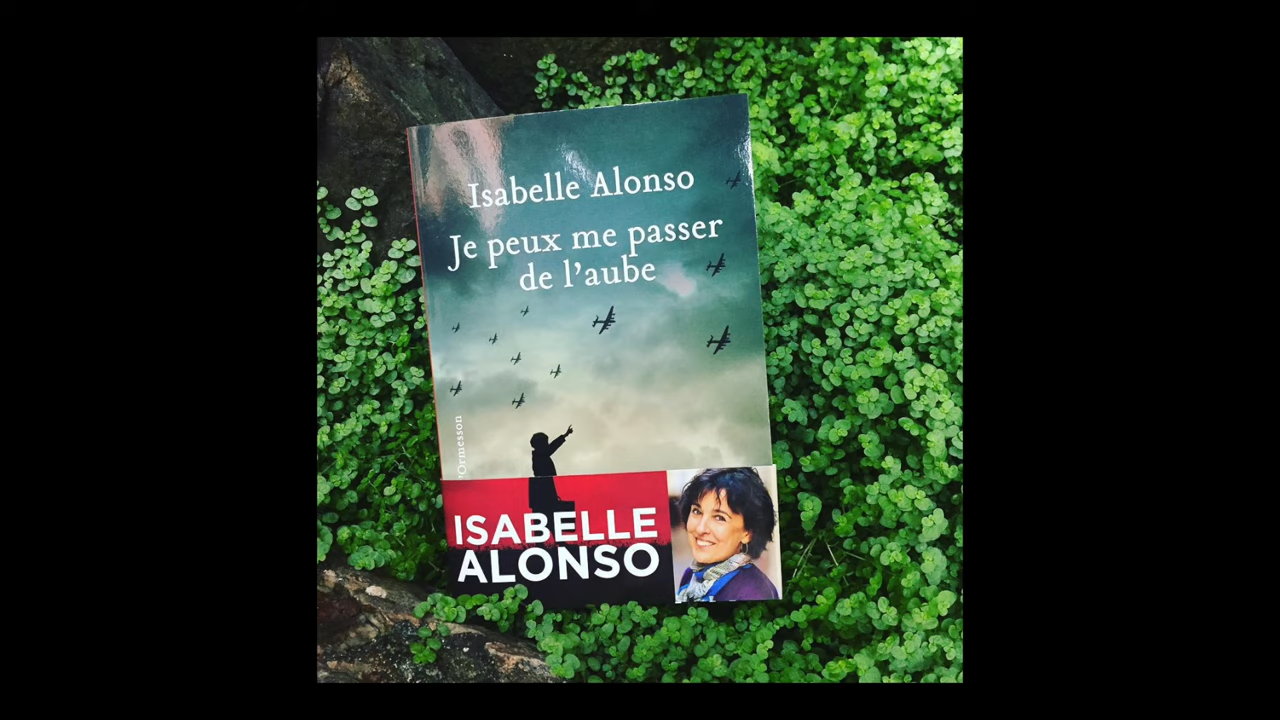 Isabelle Alonso
Je peux me passer
de l'aube
'Ormesson
ISABELLE
ALONSO